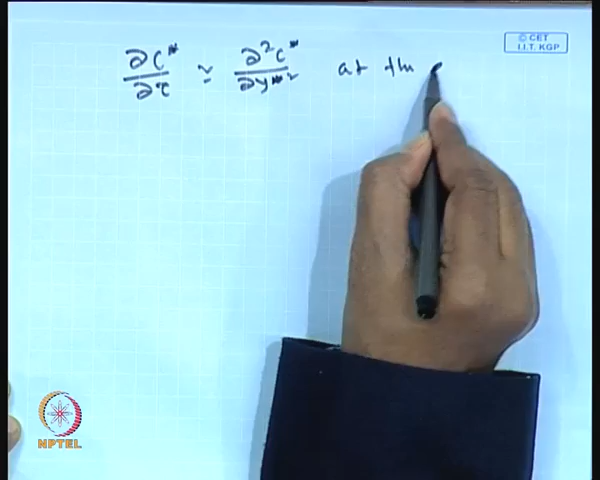 © CET
I.I.T. KGP
∂C*/∂τ ≃ ∂²C*/∂y*² at the
NPTEL